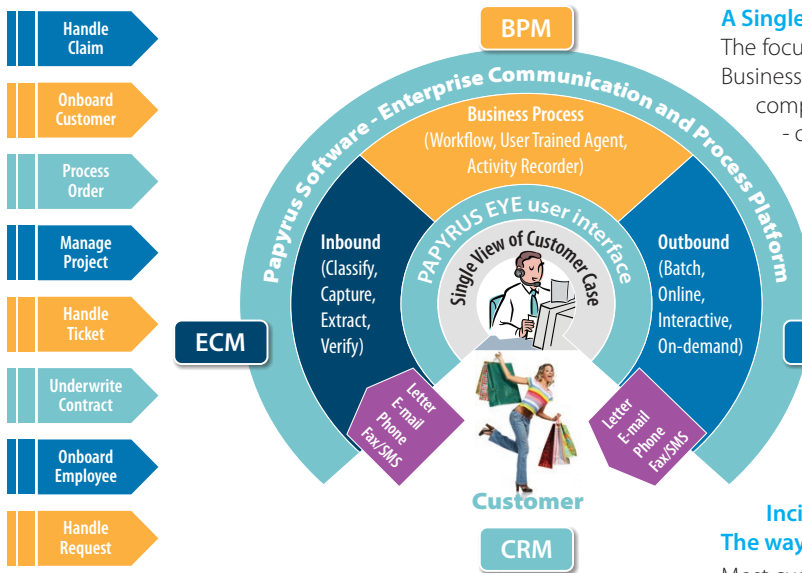 Handle
Claim
Onboard
Customer
Process
Order
Manage
Project
Handle
Ticket
Underwrite
Contract
Onboard
Employee
Handle
Request
BPM
Papyrus Software - Enterprise Communication and Process Platform
Business Process
(Workflow, User Trained Agent,
Activity Recorder)
PAPYRUS EYE user interface
Single View of Customer Case
Inbound
(Classify,
Capture,
Extract,
Verify)
Outbound
(Batch,
Online,
Interactive,
On-demand)
ECM
Letter
E-mail
Phone
Fax/SMS
Letter
E-mail
Phone
Fax/SMS
Customer
CRM
A Single
The focu
Business
comp
- c
Inci
The way